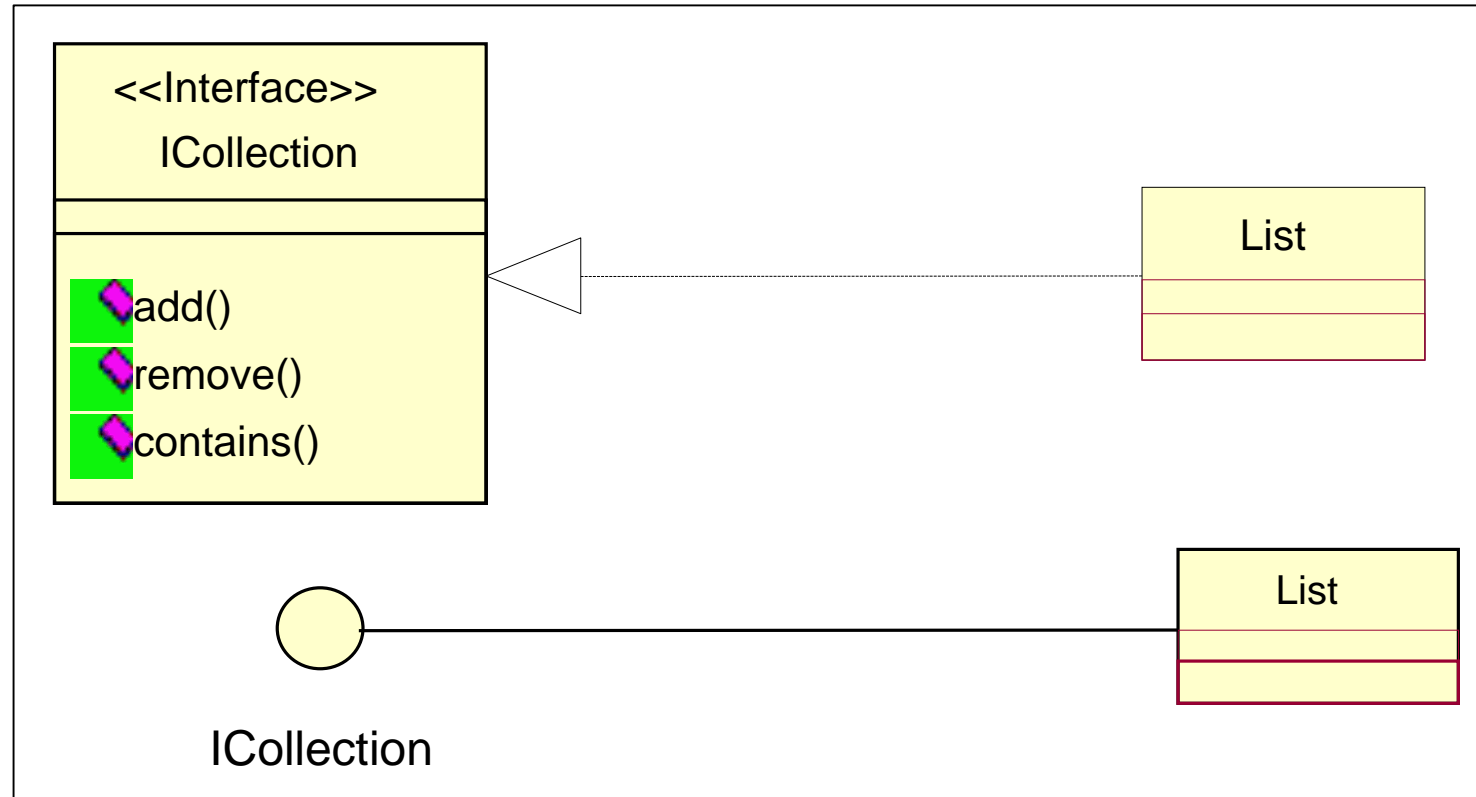 <<Interface>>
ICollection
List
add()
remove()
contains()
List
ICollection